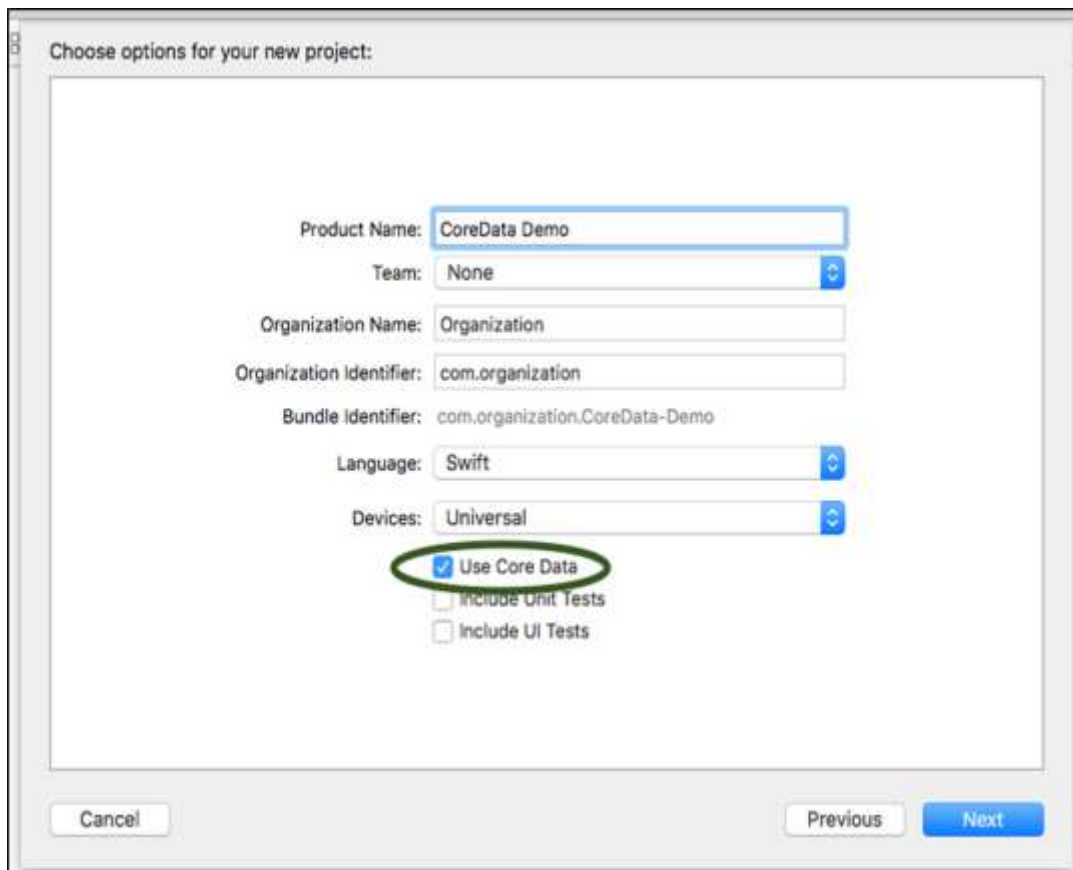 Choose options for your new project:
Product Name: CoreData Demo
Team: None
Organization Name: Organization
Organization Identifier: com.organization
Bundle Identifier: com.organization.CoreData-Demo
Language: Swift
Devices: Universal
Use Core Data
Include Unit Tests
Include UI Tests
Cancel Previous Next